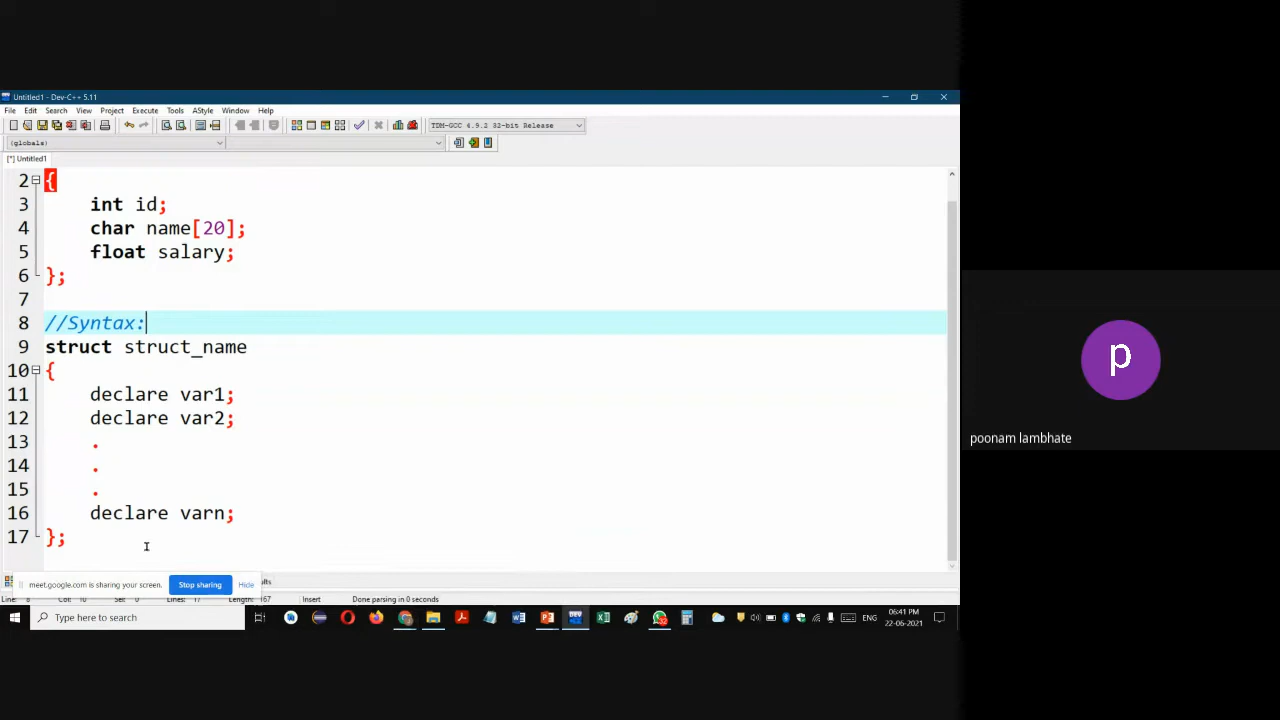 Untitled1 - Dev-C++ 5.11
File Edit Search View Project Execute Tools AStyle Window Help
TDM-GCC 4.9.2 32-bit Release
(globals)
[*] Untitled1
2 {
3 int id;
4 char name[20];
5 float salary;
6 };
7
8 //Syntax:
9 struct struct_name
10 {
11 declare var1;
12 declare var2;
13 .
14 .
15 .
16 declare varn;
17 };
meet.google.com is sharing your screen. Stop sharing Hide
Insert Done parsing in 0 seconds
Type here to search
DEV
ENG
06:41 PM
22-06-2021
p
poonam lambhate